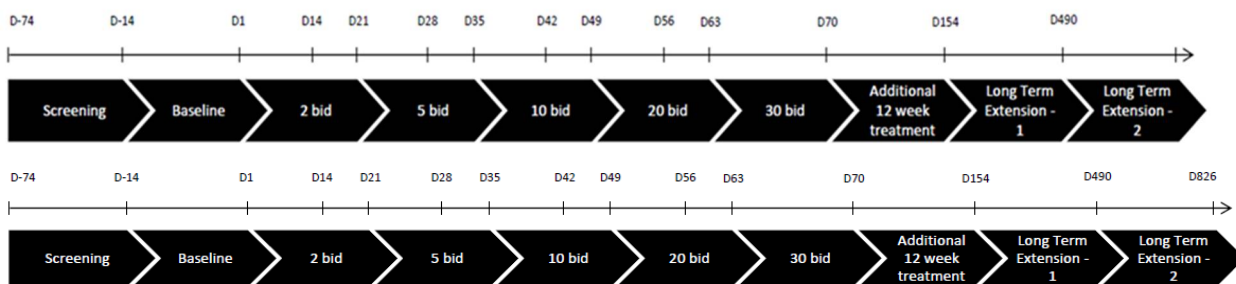 D-74 D-14 D1 D14 D21 D28 D35 D42 D49 D56 D63 D70 D154 D490
Screening
Baseline
2 bid
5 bid
10 bid
20 bid
30 bid
Additional
12 week
treatment
Long Term
Extension -
1
Long Term
Extension -
2
D-74 D-14 D1 D14 D21 D28 D35 D42 D49 D56 D63 D70 D154 D490 D826
Screening
Baseline
2 bid
5 bid
10 bid
20 bid
30 bid
Additional
12 week
treatment
Long Term
Extension -
1
Long Term
Extension -
2